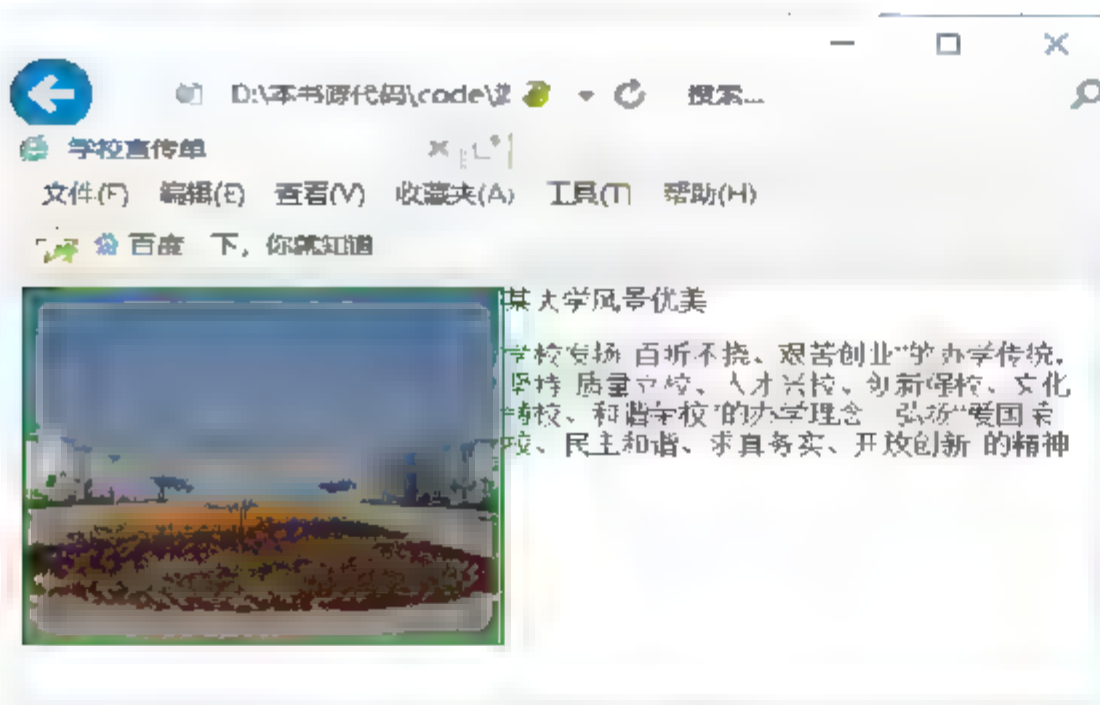 D:\本书源代码\code\ 搜索...
学校宣传单
文件(F) 编辑(E) 查看(V) 收藏夹(A) 工具(T) 帮助(H)
百度 下，你就知道
某大学风景优美
学校发扬 百折不挠、艰苦创业"的办学传统，
坚持 质量立校、人才兴校、创新强校、文化
校、和谐 校"的办学理念 弘扬"爱国
校、民主和谐、求真务实、开放创新 的精神